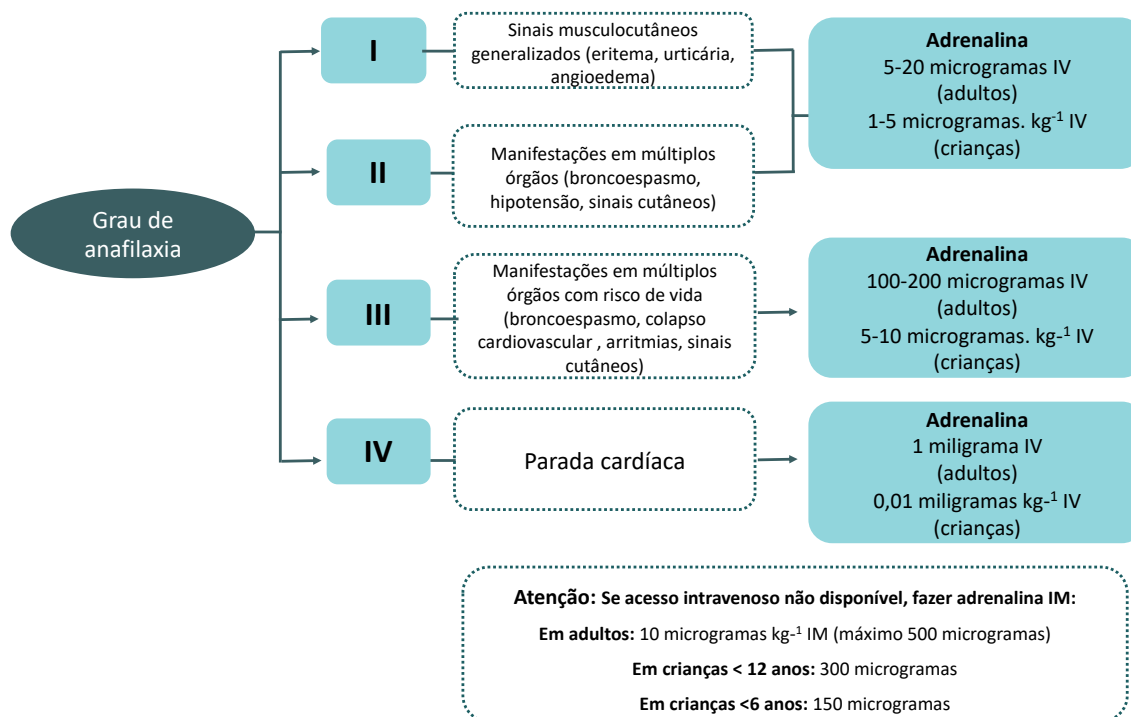 Grau de
anafilaxia
I
Sinais musculocutâneos
generalizados (eritema, urticária,
angioedema)
Adrenalina
5-20 microgramas IV
(adultos)
1-5 microgramas. kg-¹ IV
(crianças)
II
Manifestações em múltiplos
órgãos (broncoespasmo,
hipotensão, sinais cutâneos)
III
Manifestações em múltiplos
órgãos com risco de vida
(broncoespasmo, colapso
cardiovascular , arritmias, sinais
cutâneos)
Adrenalina
100-200 microgramas IV
(adultos)
5-10 microgramas. kg-¹ IV
(crianças)
IV
Parada cardíaca
Adrenalina
1 miligrama IV
(adultos)
0,01 miligramas kg-¹ IV
(crianças)
Atenção: Se acesso intravenoso não disponível, fazer adrenalina IM:
Em adultos: 10 microgramas kg-¹ IM (máximo 500 microgramas)
Em crianças < 12 anos: 300 microgramas
Em crianças <6 anos: 150 microgramas